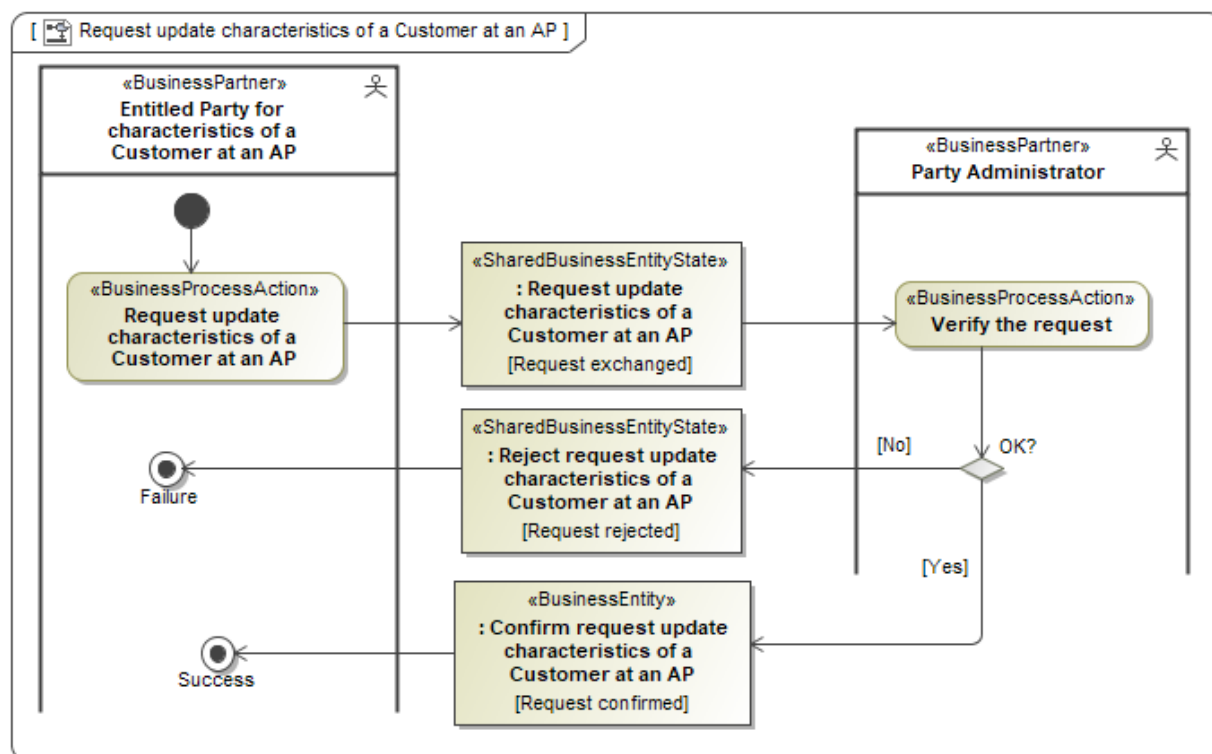 [ Request update characteristics of a Customer at an AP ]
«BusinessPartner»
Entitled Party for
characteristics of a
Customer at an AP
«BusinessPartner»
Party Administrator
«BusinessProcessAction»
Request update
characteristics of a
Customer at an AP
«SharedBusinessEntityState»
: Request update
characteristics of a
Customer at an AP
[Request exchanged]
«BusinessProcessAction»
Verify the request
OK?
[No]
«SharedBusinessEntityState»
: Reject request update
characteristics of a
Customer at an AP
[Request rejected]
Failure
[Yes]
«BusinessEntity»
: Confirm request update
characteristics of a
Customer at an AP
[Request confirmed]
Success